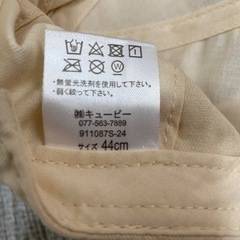 ・無蛍光洗剤を使用して下さい。
・弱く絞って下さい。
㈱キューピー
077-563-7889
911087S-24
サイズ 44cm